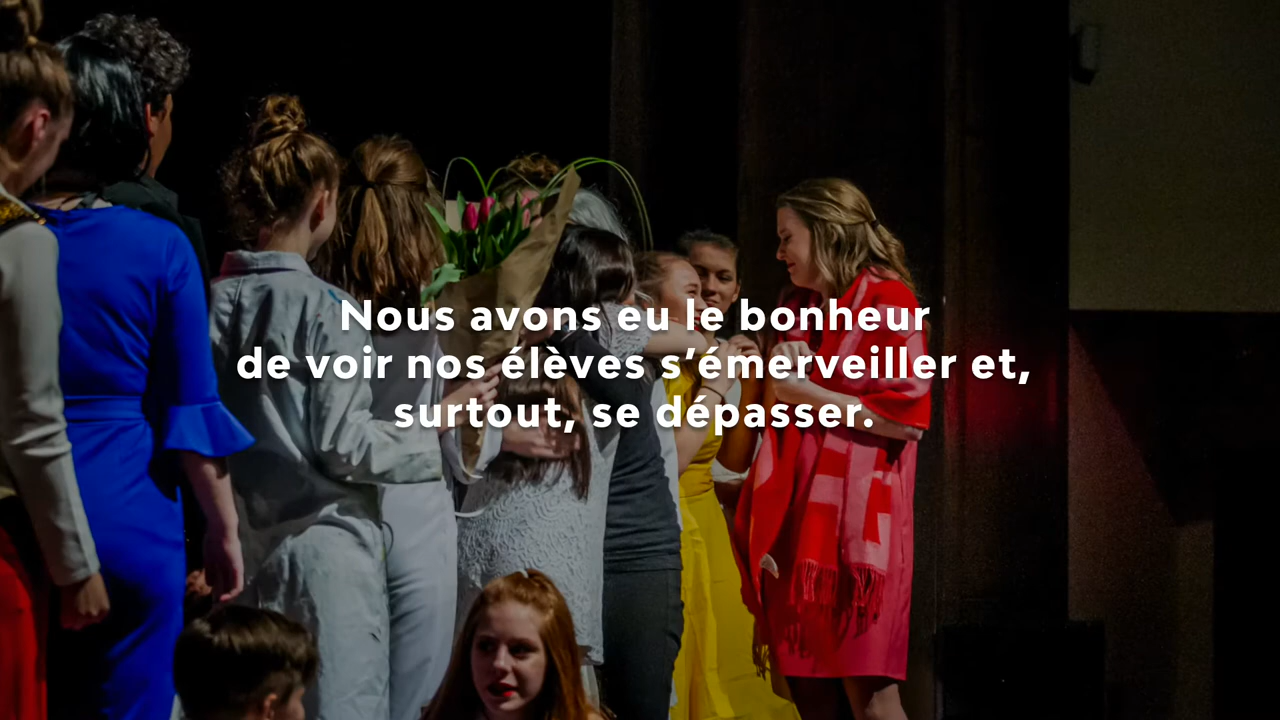 Nous avons eu le bonheur
de voir nos élèves s’émerveiller et,
surtout, se dépasser.